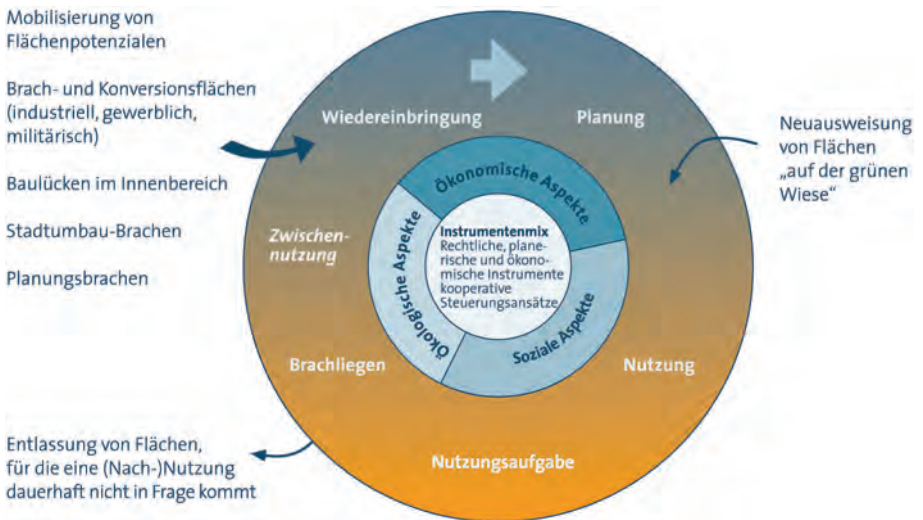 Mobilisierung von
Flächenpotenzialen
Brach- und Konversionsflächen
(industriell, gewerblich,
militärisch)
Baulücken im Innenbereich
Stadtumbau-Brachen
Planungsbrachen
Entlassung von Flächen,
für die eine (Nach-)Nutzung
dauerhaft nicht in Frage kommt
Wiedereinbringung
Planung
Zwischen-
nutzung
Brachliegen
Nutzung
Nutzungsaufgabe
Ökonomische Aspekte
Ökologische Aspekte
Soziale Aspekte
Instrumentenmix
Rechtliche, plane-
rische und ökono-
mische Instrumente
kooperative
Steuerungsansätze
Neuausweisung
von Flächen
„auf der grünen
Wiese“